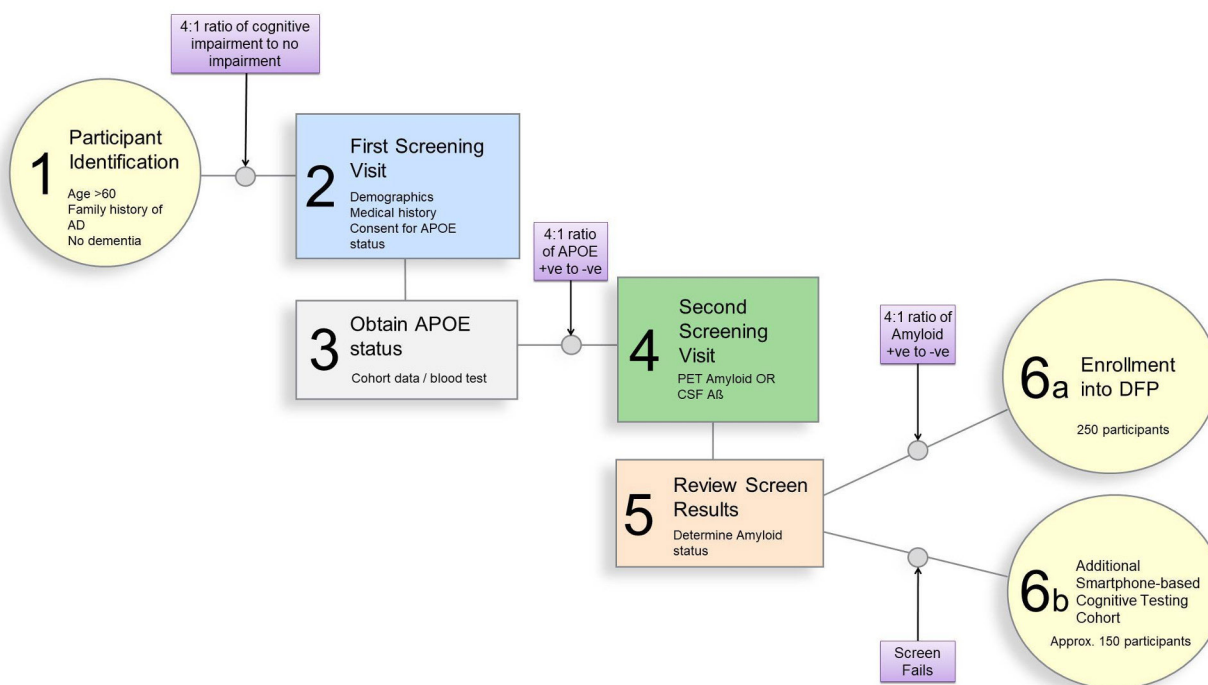 4:1 ratio of cognitive
impairment to no
impairment
1
Participant
Identification
Age >60
Family history of
AD
No dementia
2
First Screening
Visit
Demographics
Medical history
Consent for APOE
status
3
Obtain APOE
status
Cohort data / blood test
4:1 ratio
of APOE
+ve to -ve
4
Second
Screening
Visit
PET Amyloid OR
CSF Aß
5
Review Screen
Results
Determine Amyloid
status
4:1 ratio of
Amyloid
+ve to -ve
6a
Enrollment
into DFP
250 participants
6b
Additional
Smartphone-based
Cognitive Testing
Cohort
Approx. 150 participants
Screen
Fails